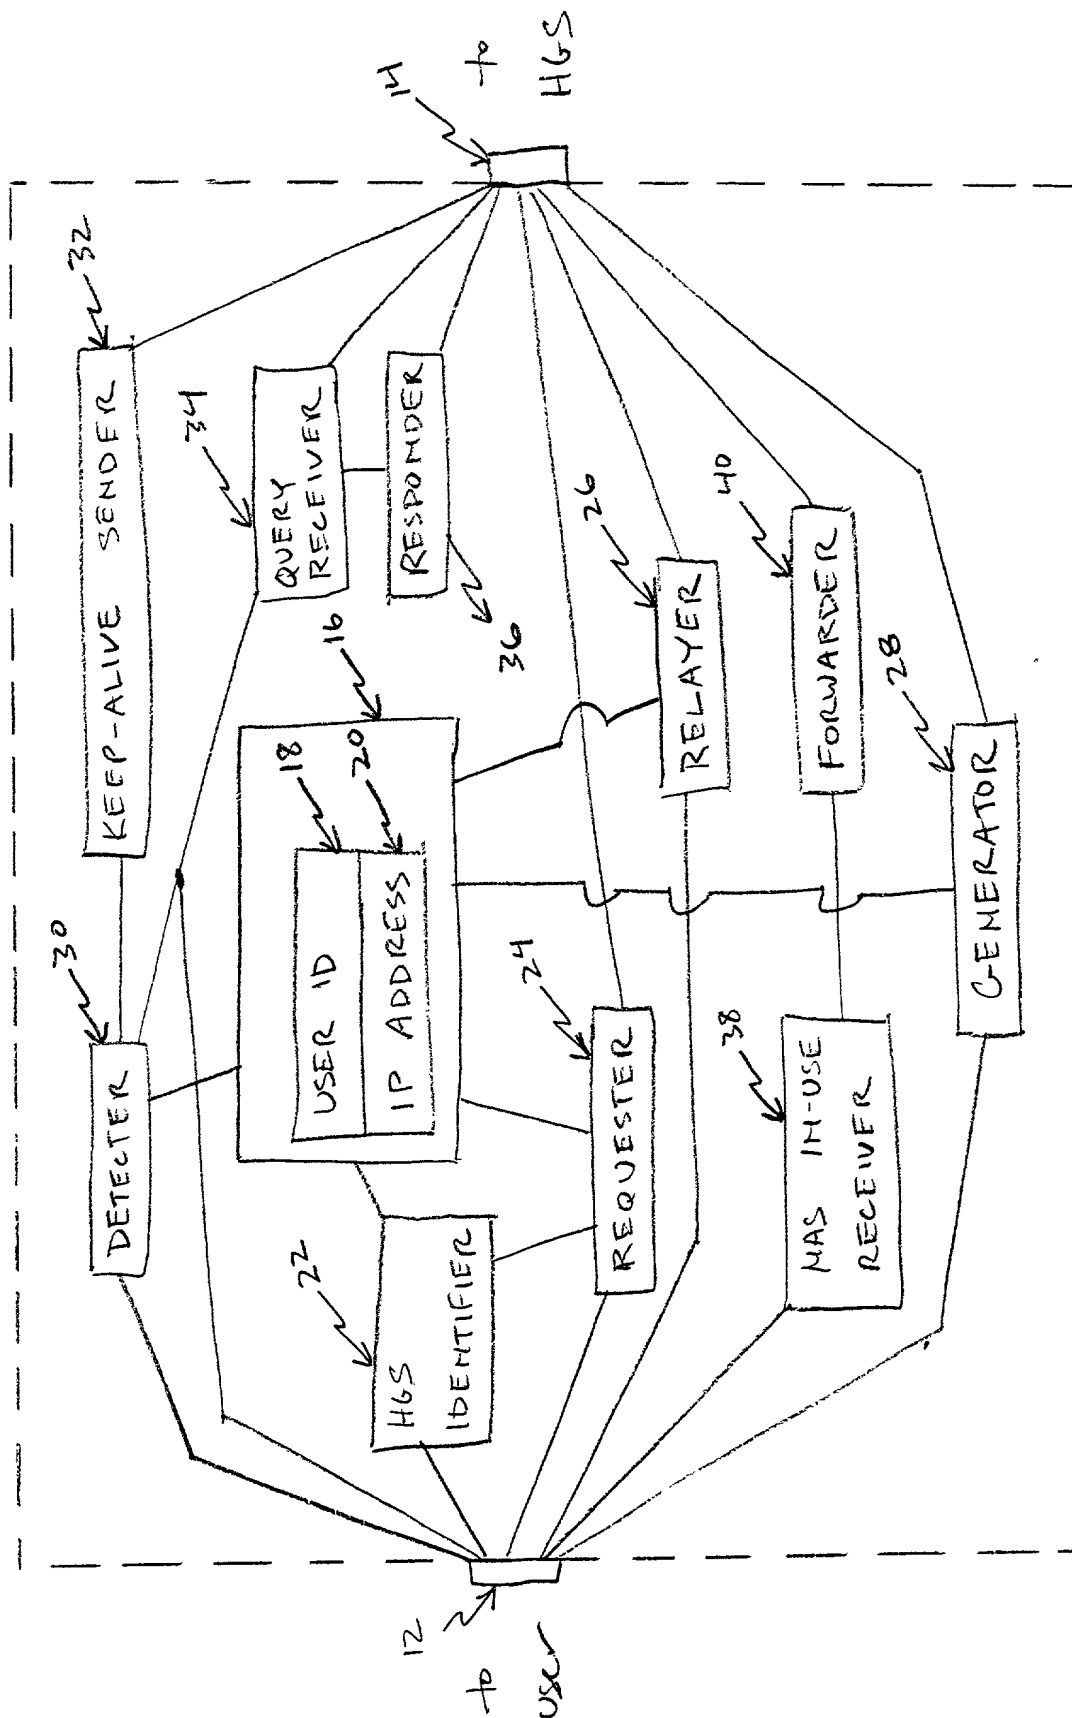 30
32
DETECTER
KEEP-ALIVE SENDER
34
QUERY
RECEIVER
16
18
20
USER ID
IP ADDRESS
RESPONDER
36
14
to
HGS
22
HGS
IDENTIFIER
12
to
user
24
REQUESTER
26
RELAYER
38
MAS IN-USE
RECEIVER
40
FORWARDER
28
GENERATOR